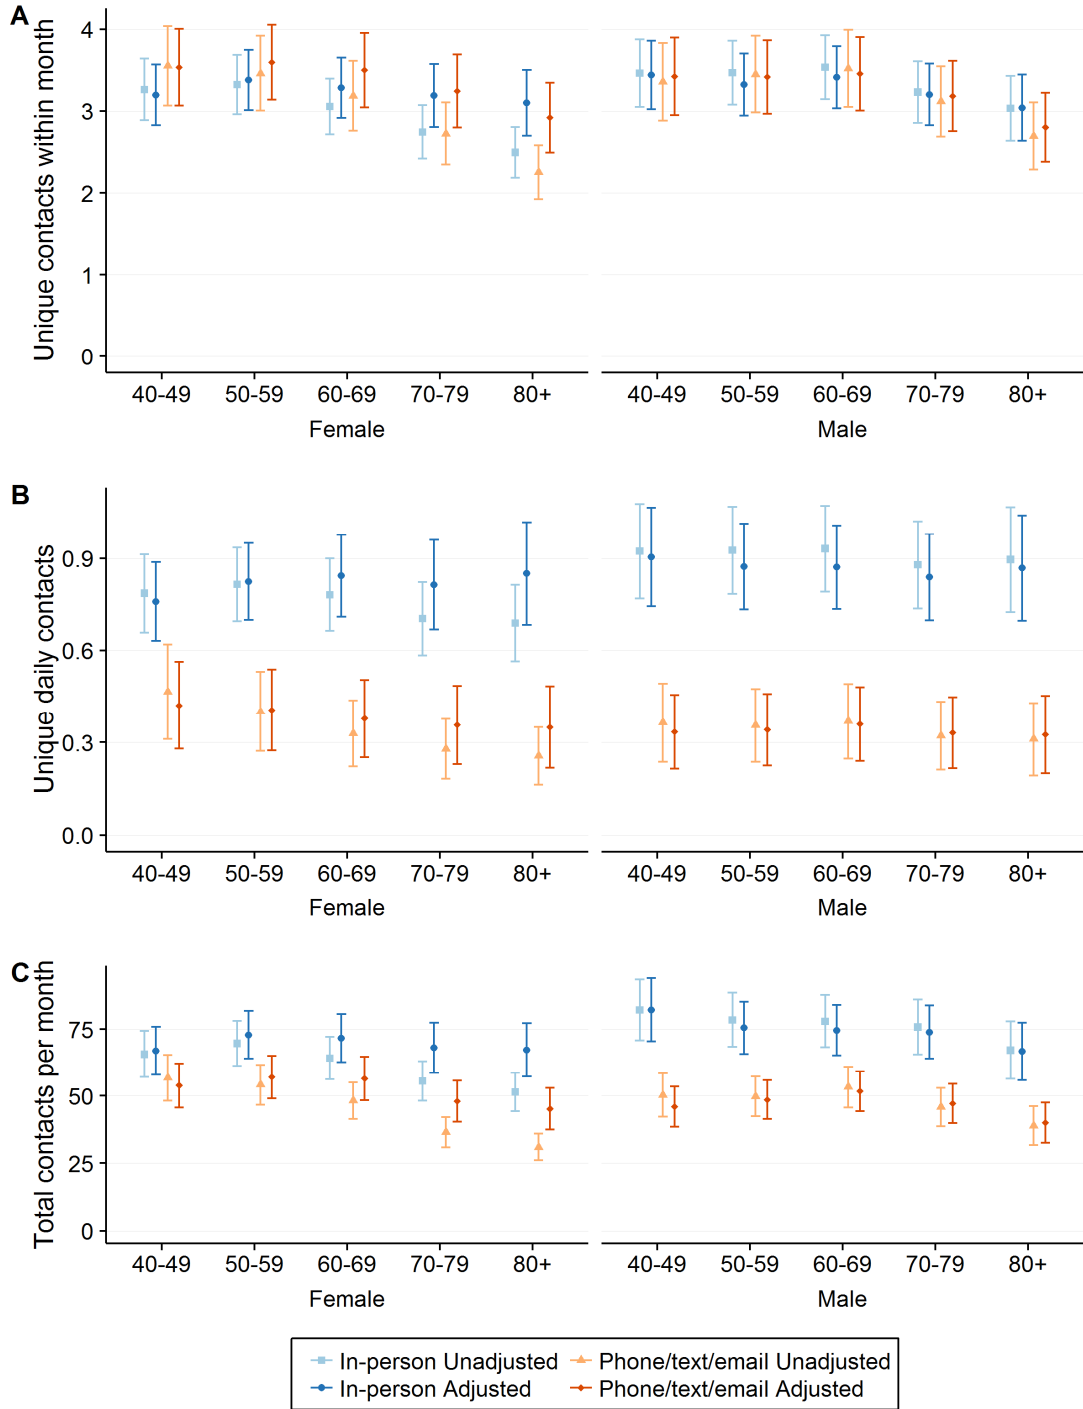 A
Unique contacts within month
4
3
2
1
0
40-49 50-59 60-69 70-79 80+ 40-49 50-59 60-69 70-79 80+
Female Male
B
Unique daily contacts
0.9
0.6
0.3
0.0
40-49 50-59 60-69 70-79 80+ 40-49 50-59 60-69 70-79 80+
Female Male
C
Total contacts per month
75
50
25
0
40-49 50-59 60-69 70-79 80+ 40-49 50-59 60-69 70-79 80+
Female Male
In-person Unadjusted Phone/text/email Unadjusted
In-person Adjusted Phone/text/email Adjusted